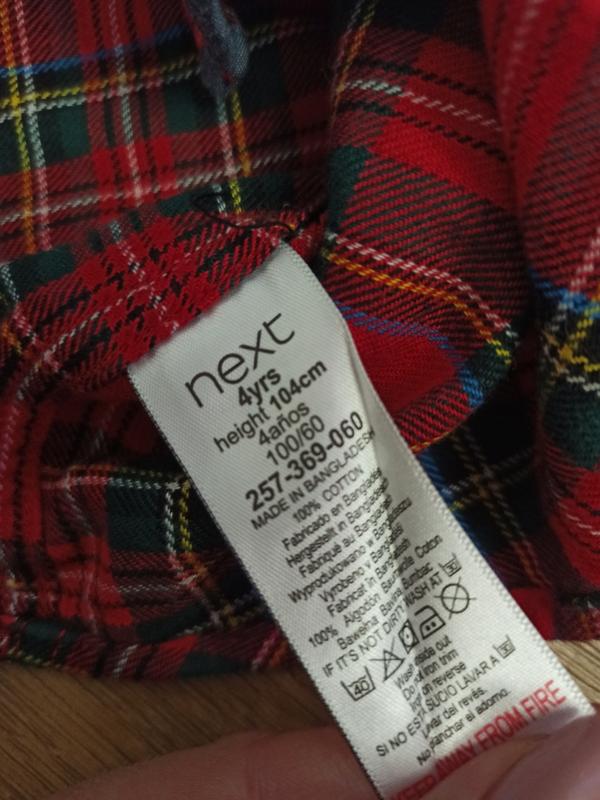 next
4yrs
height 104cm
4años
100/60
257-369-060
MADE IN BANGLADESH
100% COTTON
Fabricado en Bangladesh
Hergestellt in Bangladesch
Fabriqué au Bangladesh
Wyprodukowano w Bangladeszu
Vyrobeno v Bangladéši
Fabricat în Bangladesh
100% Algodón Baumwolle Coton
Bawełna Bavlna Bumbac
IF IT'S NOT DIRTY WASH AT
40
Wash inside out
Do not iron trim
Iron on reverse
SI NO ESTÁ SUCIO LAVAR A
Lavar del revés.
No planchar el adorno.
KEEP AWAY FROM FIRE